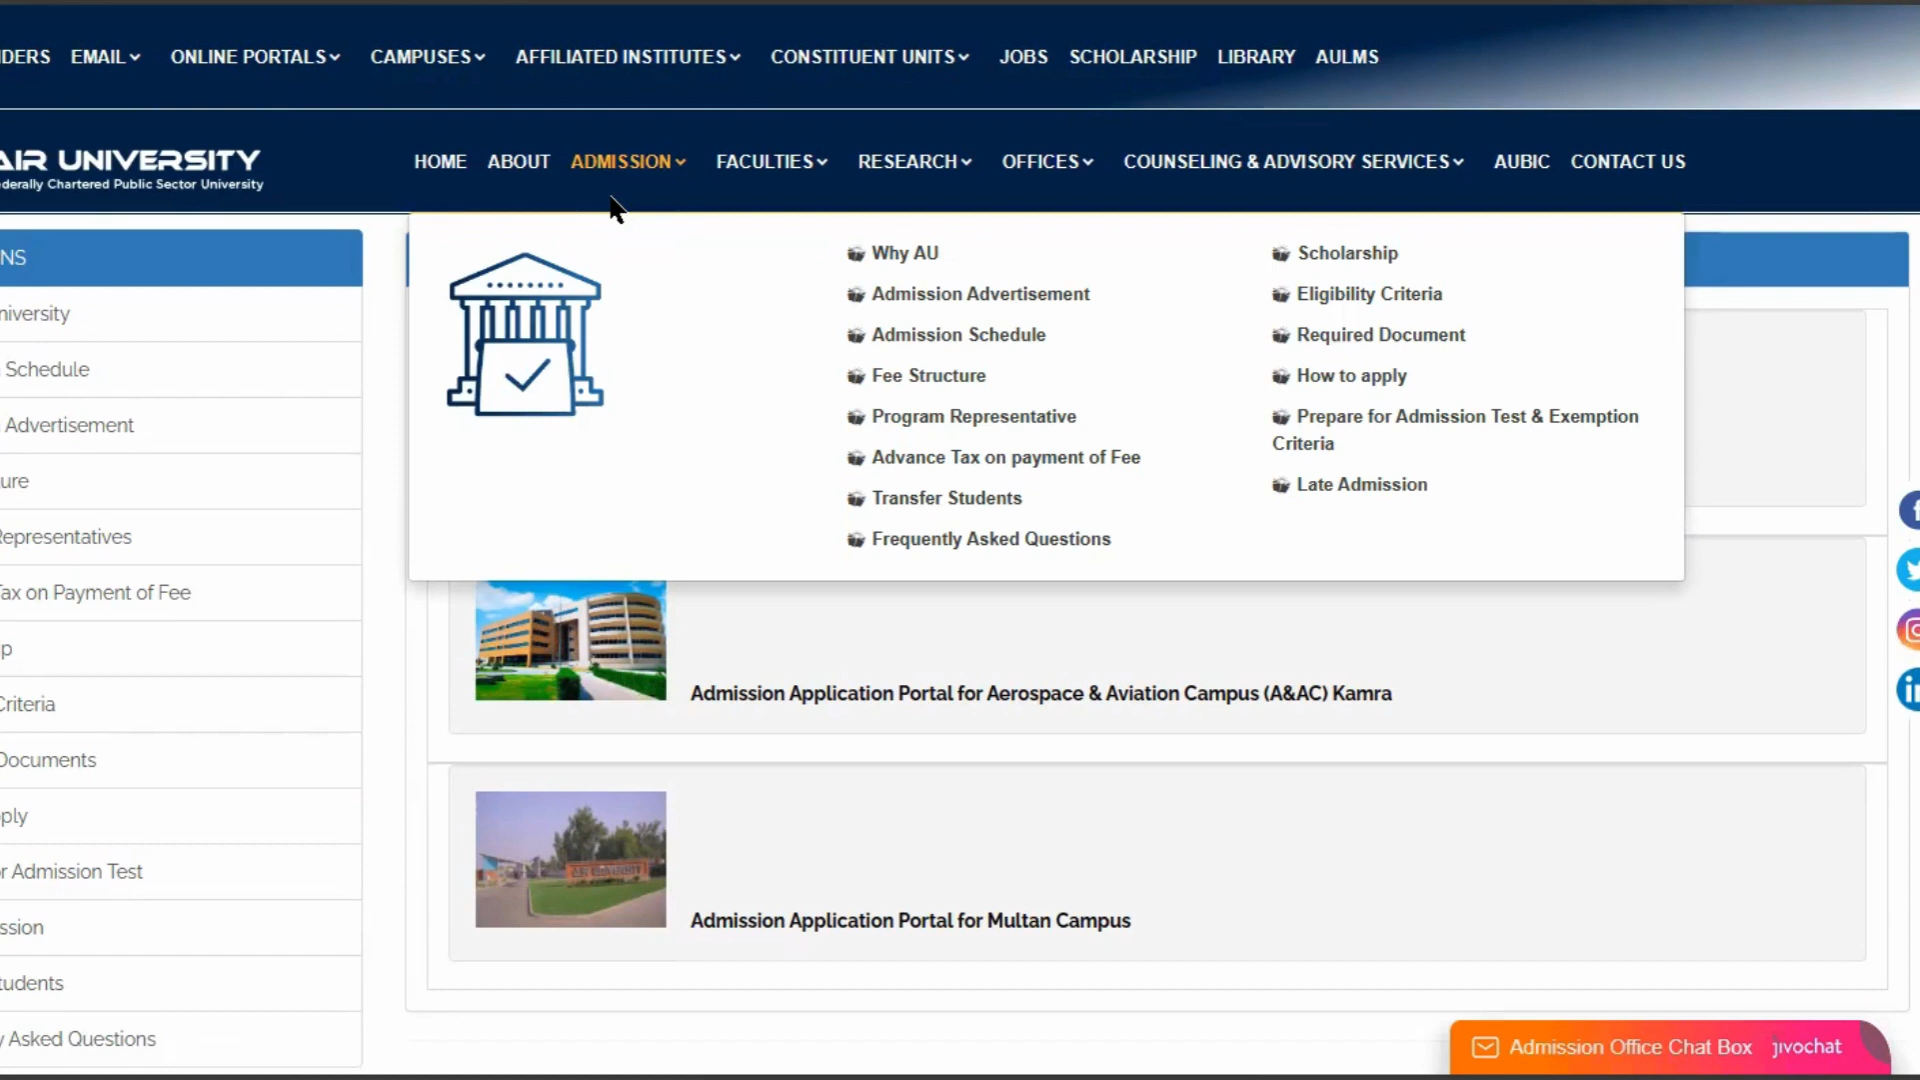 DERS EMAIL ONLINE PORTALS CAMPUSES AFFILIATED INSTITUTES CONSTITUENT UNITS JOBS SCHOLARSHIP LIBRARY AULMS
AIR UNIVERSITY
derally Chartered Public Sector University
HOME ABOUT ADMISSION FACULTIES RESEARCH OFFICES COUNSELING & ADVISORY SERVICES AUBIC CONTACT US
NS
niversity
Schedule
Advertisement
ure
epresentatives
ax on Payment of Fee
p
Criteria
Documents
ply
r Admission Test
ssion
tudents
y Asked Questions
Why AU
Admission Advertisement
Admission Schedule
Fee Structure
Program Representative
Advance Tax on payment of Fee
Transfer Students
Frequently Asked Questions
Scholarship
Eligibility Criteria
Required Document
How to apply
Prepare for Admission Test & Exemption
Criteria
Late Admission
Admission Application Portal for Aerospace & Aviation Campus (A&AC) Kamra
AIR UNIVERSITY
Admission Application Portal for Multan Campus
Admission Office Chat Box jivochat